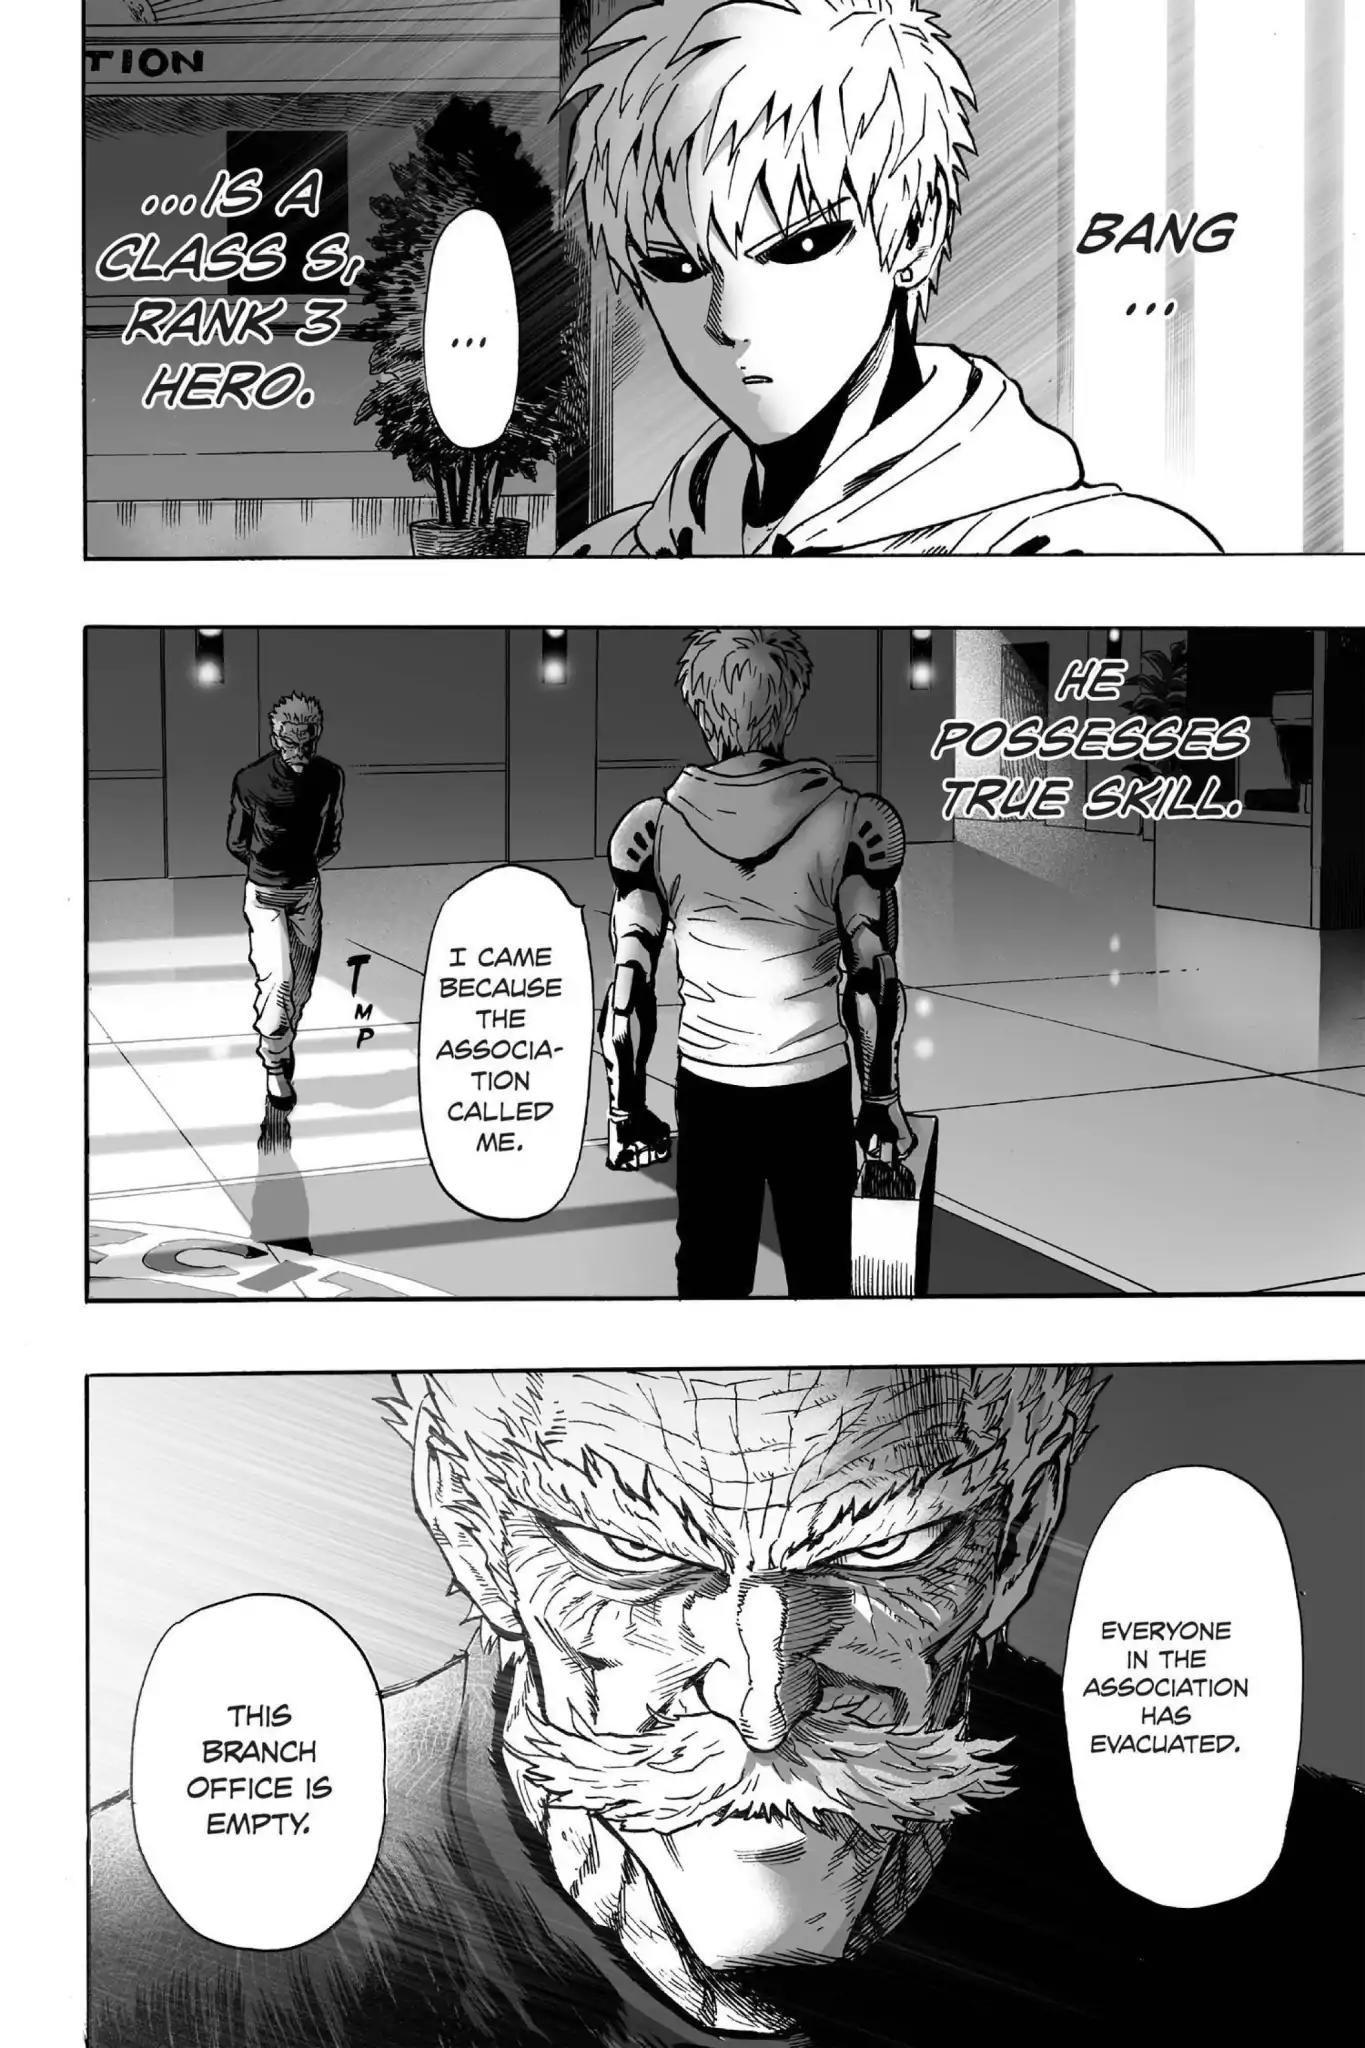 BANG
...
...
...IS A
CLASS S,
RANK 3
HERO.
TION
HE
POSSESSES
TRUE SKILL.
I CAME
BECAUSE
THE
ASSOCIA-
TION
CALLED
ME.
TMP
CIT
EVERYONE
IN THE
ASSOCIATION
HAS
EVACUATED.
THIS
BRANCH
OFFICE IS
EMPTY.